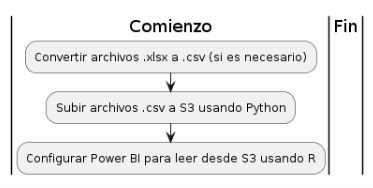 Comienzo
Fin
Convertir archivos .xlsx a .csv (si es necesario)
Subir archivos .csv a S3 usando Python
Configurar Power BI para leer desde S3 usando R